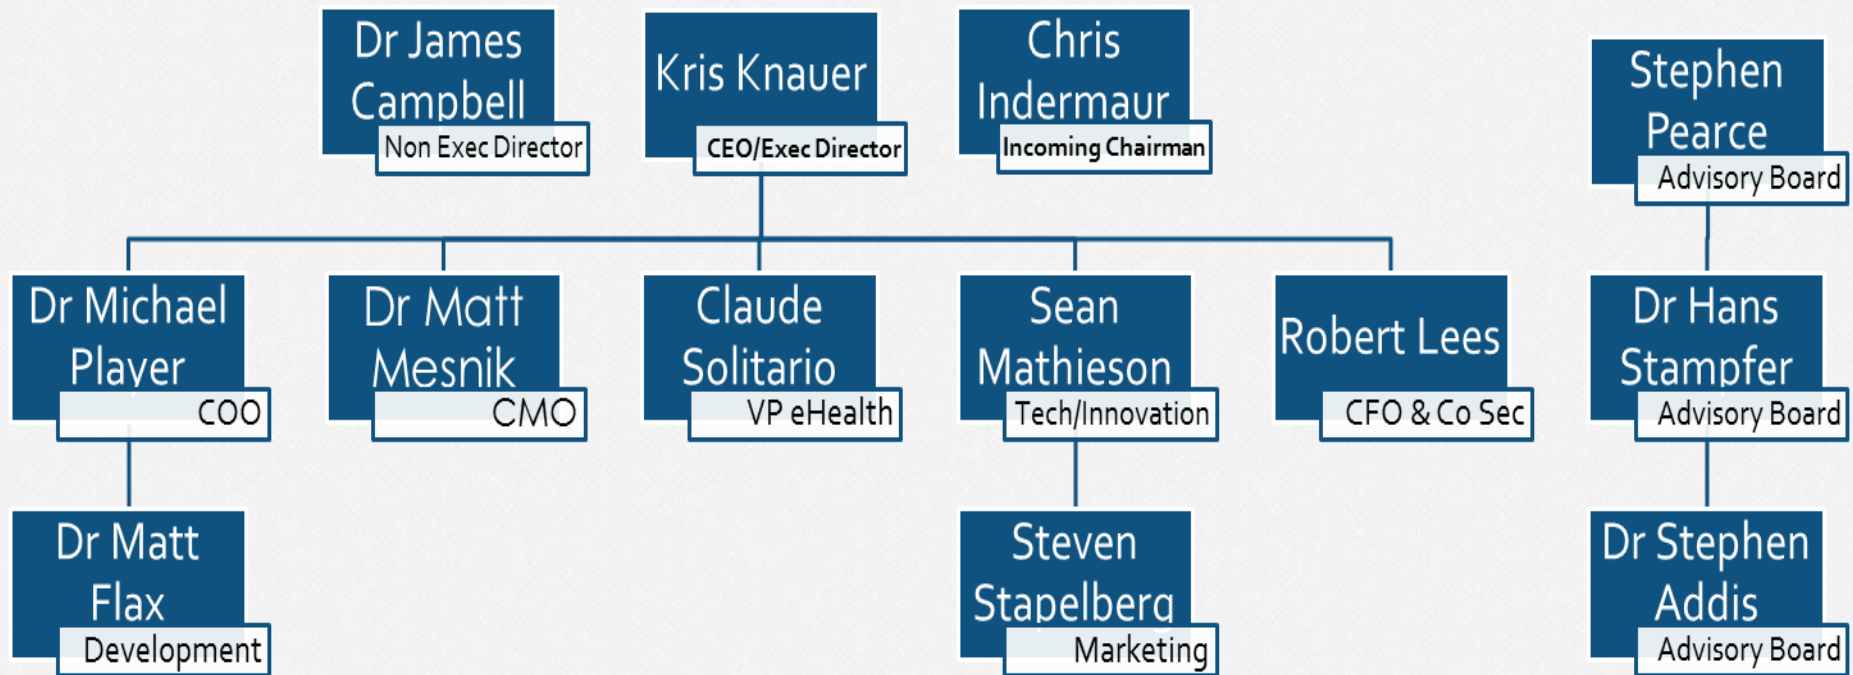 Dr James
Campbell
Non Exec Director
Kris Knauer
CEO/Exec Director
Chris
Indermaur
Incoming Chairman
Stephen
Pearce
Advisory Board
Dr Michael
Player
COO
Dr Matt
Mesnik
CMO
Claude
Solitario
VP eHealth
Sean
Mathieson
Tech/Innovation
Robert Lees
CFO & Co Sec
Dr Hans
Stampfer
Advisory Board
Dr Matt
Flax
Development
Steven
Stapelberg
Marketing
Dr Stephen
Addis
Advisory Board